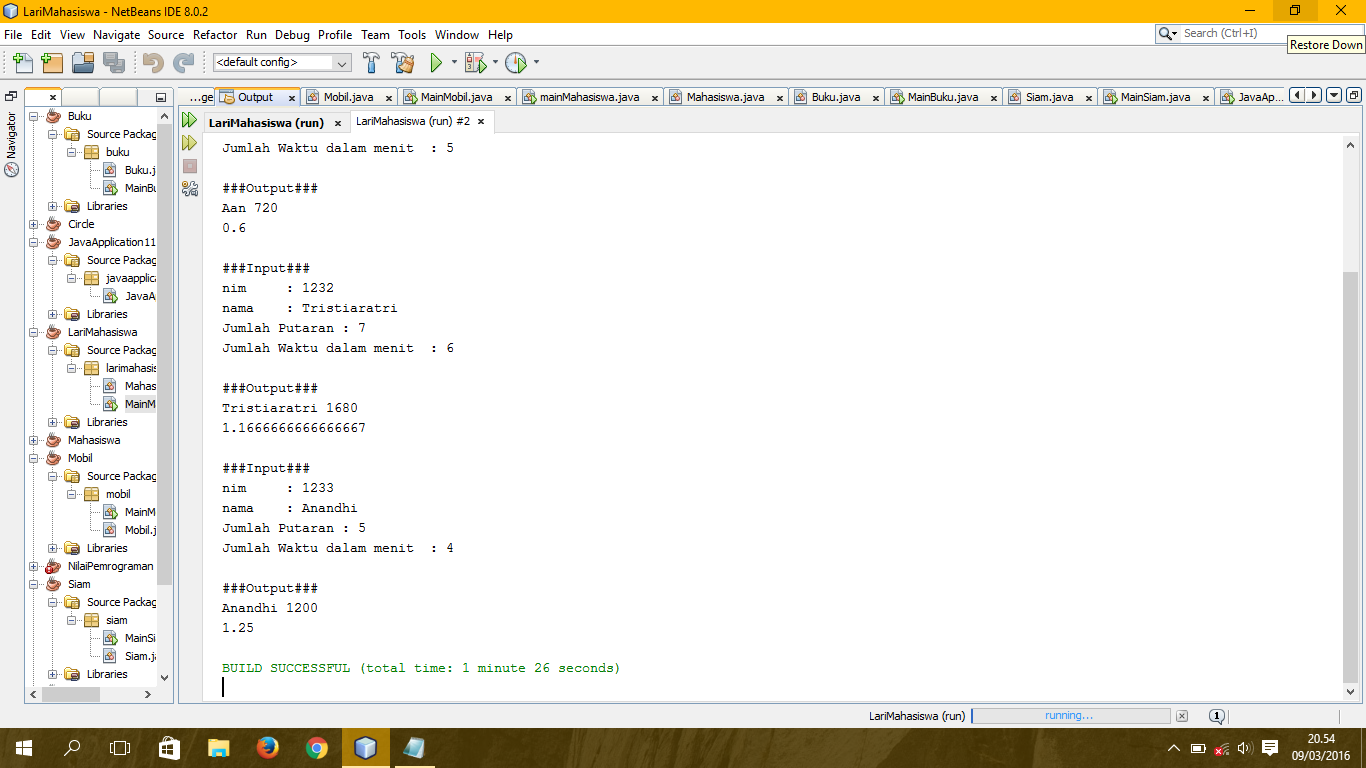 LariMahasiswa - NetBeans IDE 8.0.2
File Edit View Navigate Source Refactor Run Debug Profile Team Tools Window Help
Search (Ctrl+I)
Restore Down
<default config>
...ge Output Mobil.java MainMobil.java mainMahasiswa.java Mahasiswa.java Buku.java MainBuku.java Siam.java MainSiam.java JavaAp...
Navigator
Buku
Source Packag
buku
Buku.j
MainBu
Libraries
Circle
JavaApplication11
Source Packag
javaapplic
JavaA
Libraries
LariMahasiswa
Source Packag
larimahasis
Mahas
MainM
Libraries
Mahasiswa
Mobil
Source Packag
mobil
MainM
Mobil.j
Libraries
NilaiPemrograman
Siam
Source Packag
siam
MainSi
Siam.ja
Libraries
LariMahasiswa (run) LariMahasiswa (run) #2
Jumlah Waktu dalam menit  : 5
###Output###
Aan 720
0.6
###Input###
nim     : 1232
nama    : Tristiaratri
Jumlah Putaran : 7
Jumlah Waktu dalam menit  : 6
###Output###
Tristiaratri 1680
1.1666666666666667
###Input###
nim     : 1233
nama    : Anandhi
Jumlah Putaran : 5
Jumlah Waktu dalam menit  : 4
###Output###
Anandhi 1200
1.25
BUILD SUCCESSFUL (total time: 1 minute 26 seconds)
LariMahasiswa (run) running... 1
20.54
09/03/2016